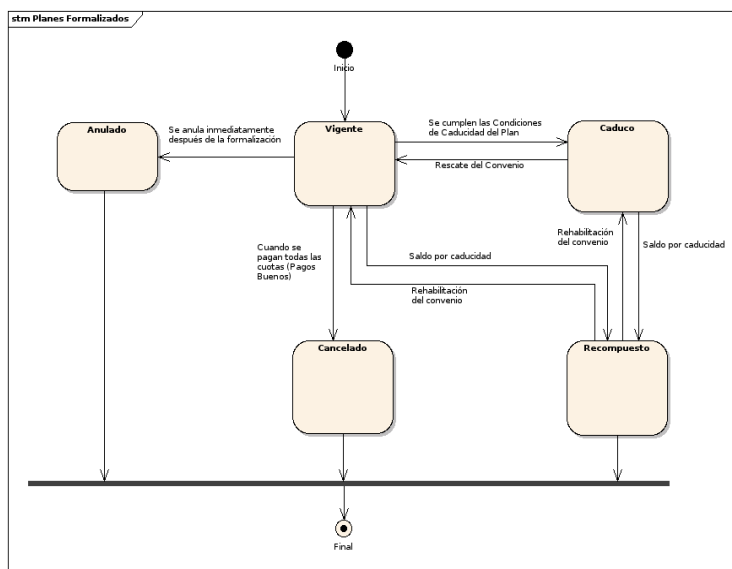 stm Planes Formalizados
Inicio
Anulado
Se anula inmediatamente
después de la formalización
Vigente
Se cumplen las Condiciones
de Caducidad del Plan
Rescate del Convenio
Caduco
Cuando se
pagan todas las
cuotas (Pagos
Buenos)
Saldo por caducidad
Rehabilitación
del convenio
Rehabilitación
del convenio
Saldo por caducidad
Cancelado
Recompuesto
Final